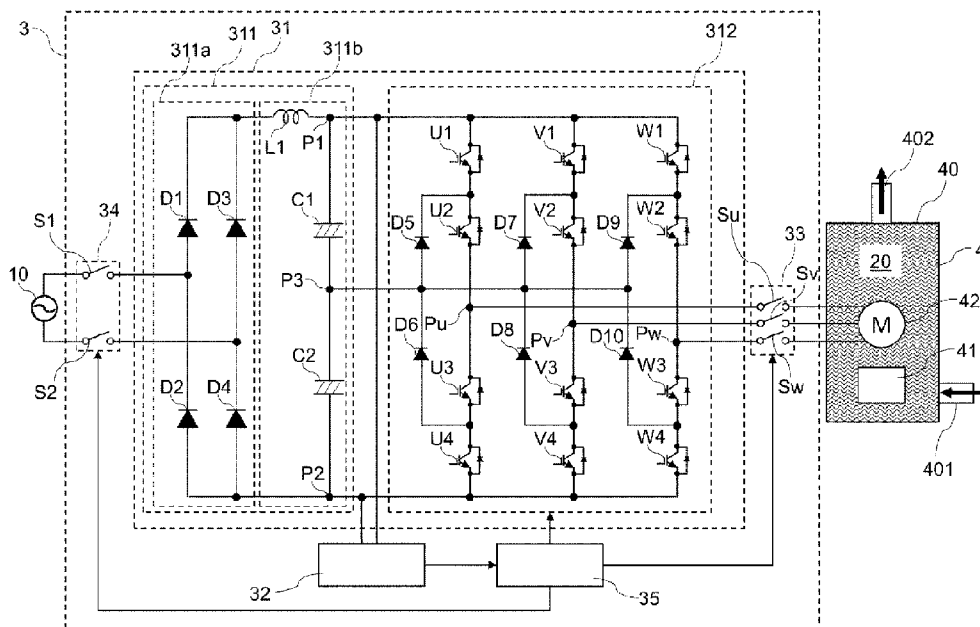 3
311a
311
31
311b
312
L1
P1
U1
V1
W1
402
40
S1
34
D1
D3
C1
D5
U2
D7
V2
D9
W2
Su
33
20
4
10
P3
Sv
42
M
D6
Pu
D8
Pv
D10
Pw
S2
C2
U3
V3
W3
Sw
41
D2
D4
U4
V4
W4
401
P2
32
35